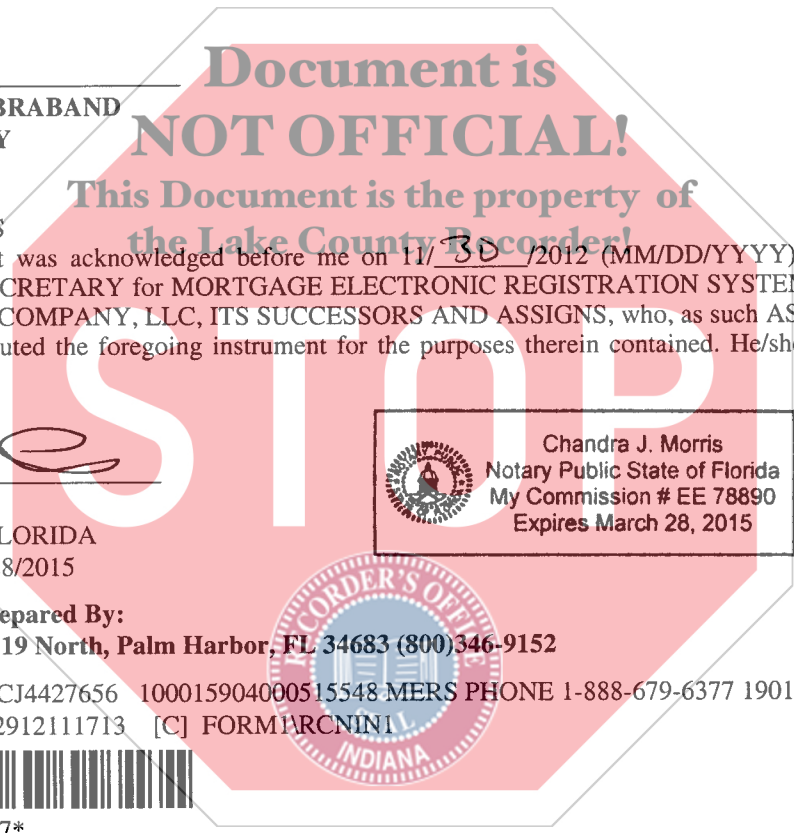 Document is
BRABAND
Y
NOT OFFICIAL!
This Document is the property of
S
the Lake County Recorder!
t was acknowledged before me on 11/ 30 /2012 (MM/DD/YYYY)
CRETARY for MORTGAGE ELECTRONIC REGISTRATION SYSTEM
COMPANY, LLC, ITS SUCCESSORS AND ASSIGNS, who, as such AS
uted the foregoing instrument for the purposes therein contained. He/she
STOP
Chandra J. Morris
Notary Public State of Florida
My Commission # EE 78890
Expires March 28, 2015
LORIDA
8/2015
epared By:
19 North, Palm Harbor, FL 34683 (800)346-9152
CJ4427656 100015904000515548 MERS PHONE 1-888-679-6377 1901
2912111713 [C] FORM1\RCNIN1
RECORDER'S OFFICE
SEAL
INDIANA
7*